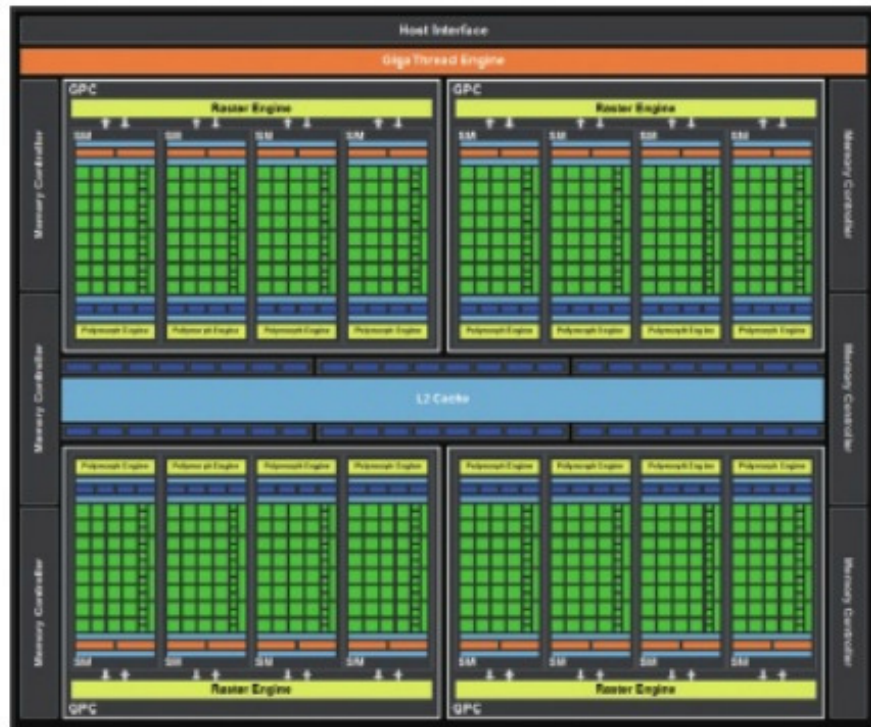 Host Interface
GigaThread Engine
GPC GPC
Raster Engine Raster Engine
SM SM SM SM SM SM SM SM
Memory Controller Memory Controller
Polymorph Engine Polymorph Engine Polymorph Engine Polymorph Engine Polymorph Engine Polymorph Engine Polymorph Engine Polymorph Engine
Memory Controller Memory Controller
L2 Cache
Polymorph Engine Polymorph Engine Polymorph Engine Polymorph Engine Polymorph Engine Polymorph Engine Polymorph Engine Polymorph Engine
Memory Controller Memory Controller
SM SM SM SM SM SM SM SM
Raster Engine Raster Engine
GPC GPC